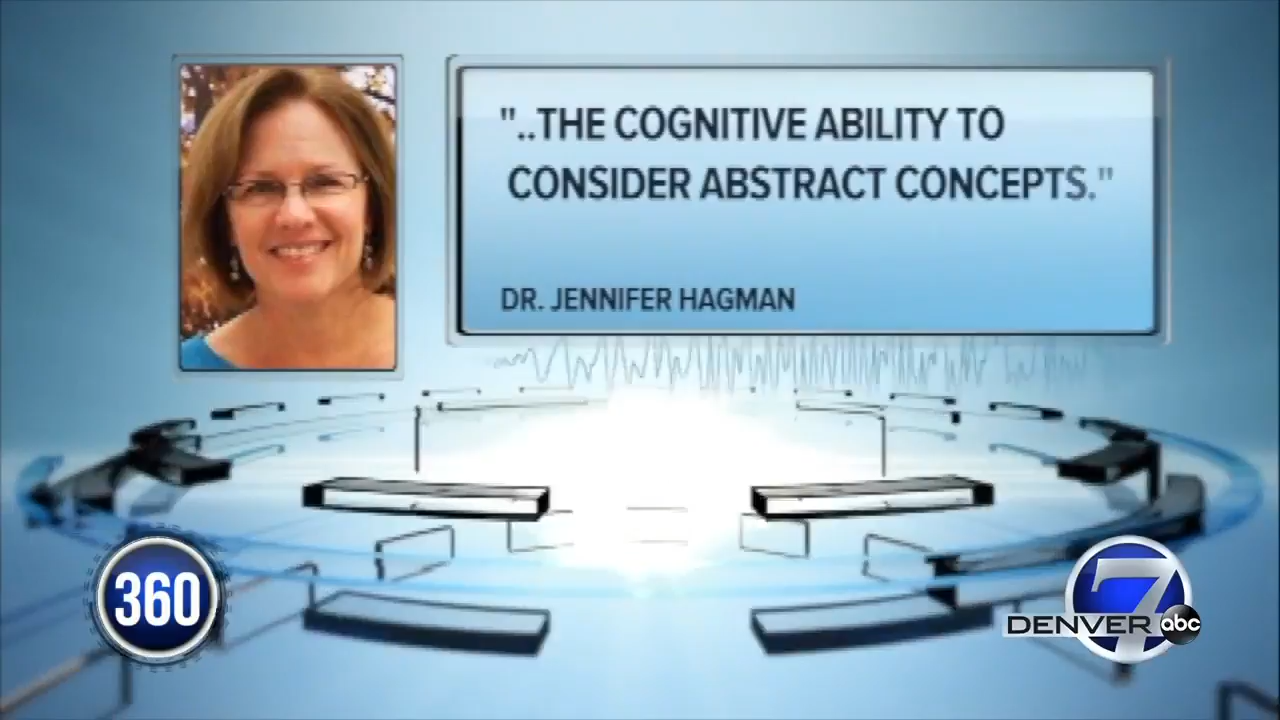 "..THE COGNITIVE ABILITY TO
CONSIDER ABSTRACT CONCEPTS."
DR. JENNIFER HAGMAN
360
7
DENVER abc